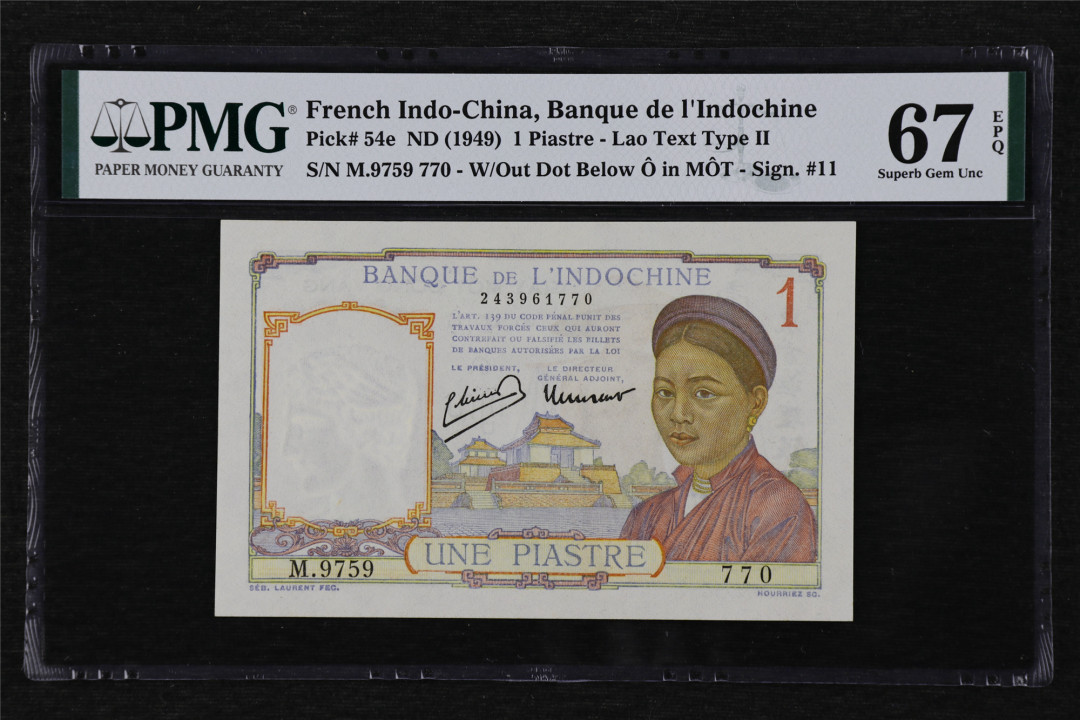 PMG®
PAPER MONEY GUARANTY
French Indo-China, Banque de l'Indochine
Pick# 54e ND (1949) 1 Piastre - Lao Text Type II
S/N M.9759 770 - W/Out Dot Below Ô in MÔT - Sign. #11
67
EPQ
Superb Gem Unc
BANQUE DE L'INDOCHINE
1
243961770
L'ART. 139 DU CODE PÉNAL PUNIT DES
TRAVAUX FORCÉS CEUX QUI AURONT
CONTREFAIT OU FALSIFIÉ LES BILLETS
DE BANQUES AUTORISÉES PAR LA LOI
LE PRÉSIDENT,
LE DIRECTEUR
GÉNÉRAL ADJOINT,
UNE PIASTRE
M.9759
770
SÉB. LAURENT FEC.
HOURRIEZ SC.